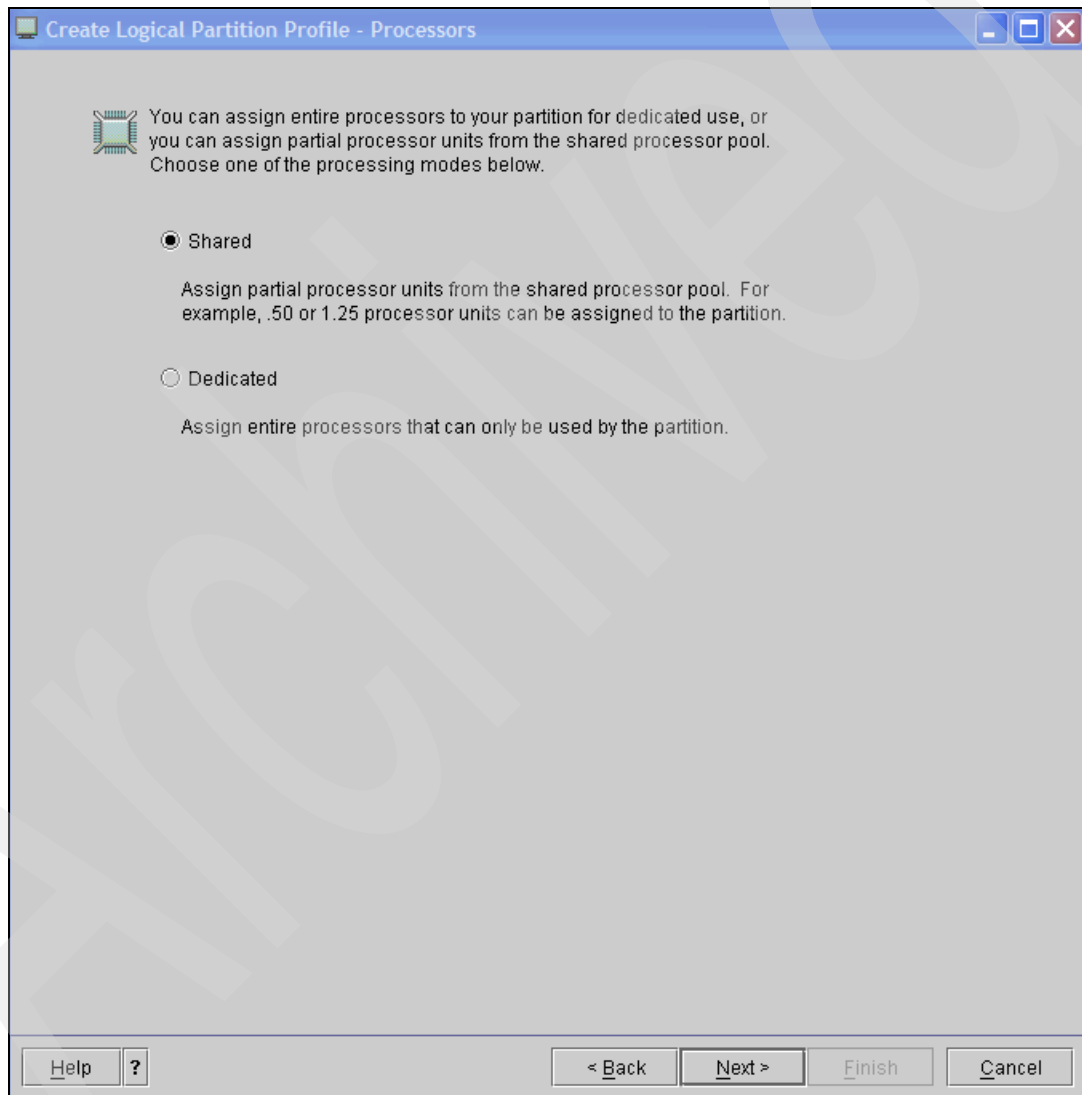 Create Logical Partition Profile - Processors
You can assign entire processors to your partition for dedicated use, or
you can assign partial processor units from the shared processor pool.
Choose one of the processing modes below.
Shared
Assign partial processor units from the shared processor pool. For
example, .50 or 1.25 processor units can be assigned to the partition.
Dedicated
Assign entire processors that can only be used by the partition.
Help ? < Back Next > Finish Cancel
Archived